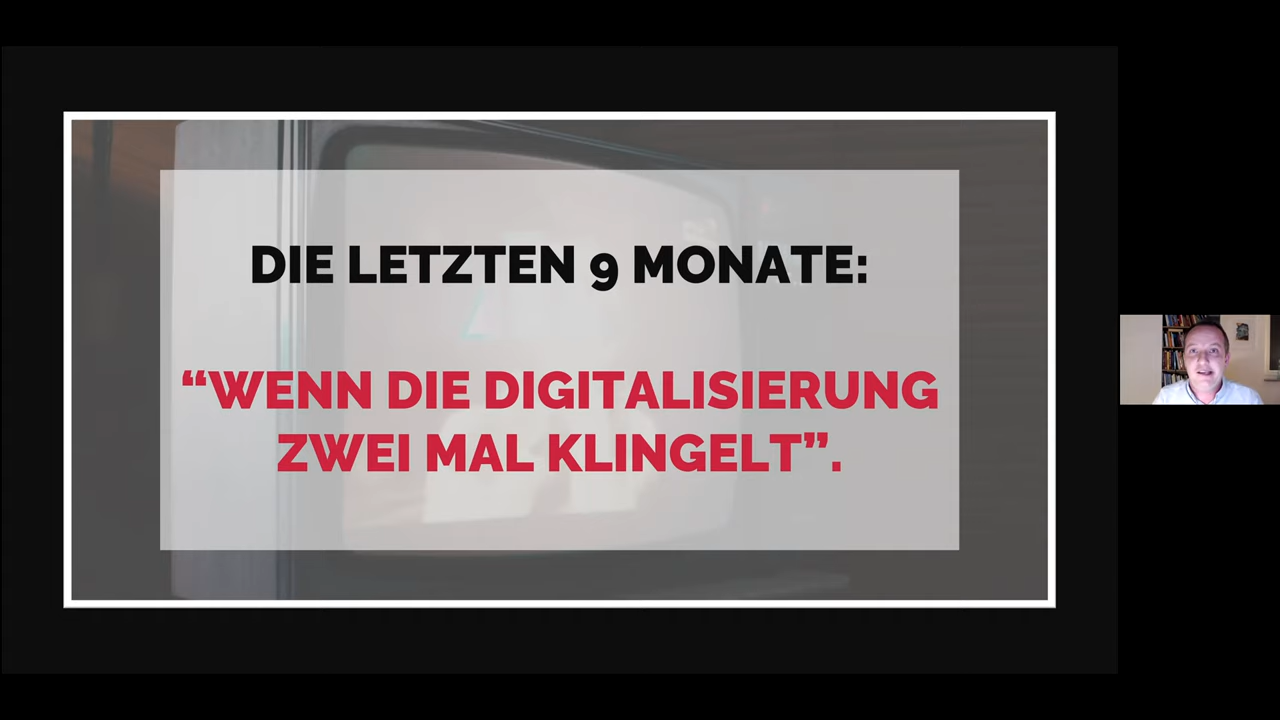 DIE LETZTEN 9 MONATE:
“WENN DIE DIGITALISIERUNG
ZWEI MAL KLINGELT”.